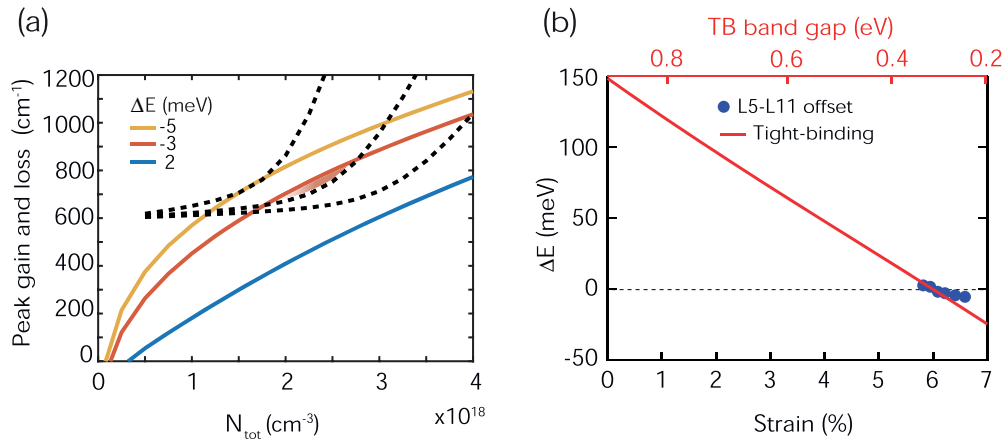 (a)
Peak gain and loss (cm⁻¹)
1200
1000
800
600
400
200
0
ΔE (meV)
-5
-3
2
0
1
2
3
4
x10¹⁸
N_tot (cm⁻³)
(b)
TB band gap (eV)
0.8
0.6
0.4
0.2
ΔE (meV)
150
100
50
0
-50
L5-L11 offset
Tight-binding
0
1
2
3
4
5
6
7
Strain (%)